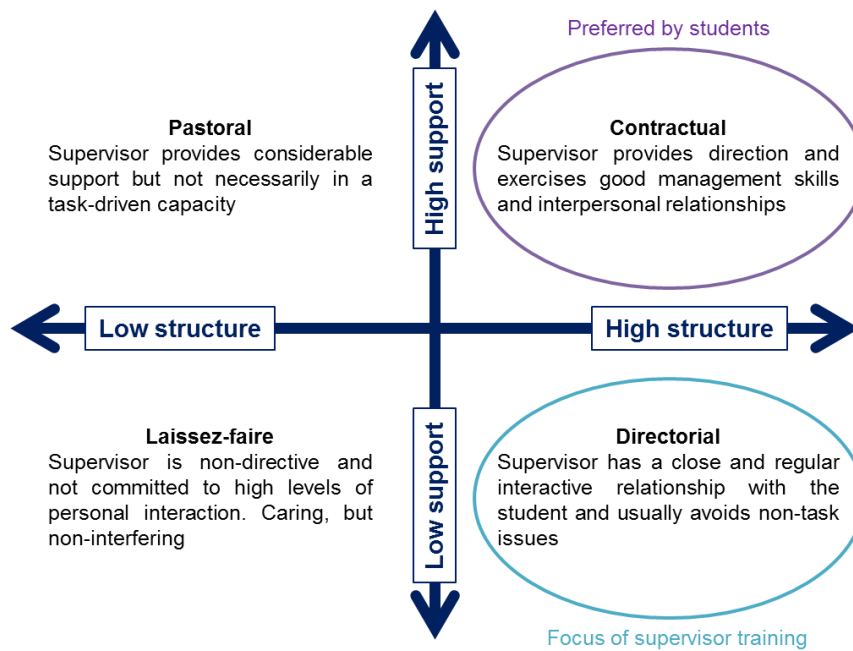 Preferred by students
Pastoral
Supervisor provides considerable
support but not necessarily in a
task-driven capacity
High support
Contractual
Supervisor provides direction and
exercises good management skills
and interpersonal relationships
Low structure
High structure
Laissez-faire
Supervisor is non-directive and
not committed to high levels of
personal interaction. Caring, but
non-interfering
Low support
Directorial
Supervisor has a close and regular
interactive relationship with the
student and usually avoids non-task
issues
Focus of supervisor training